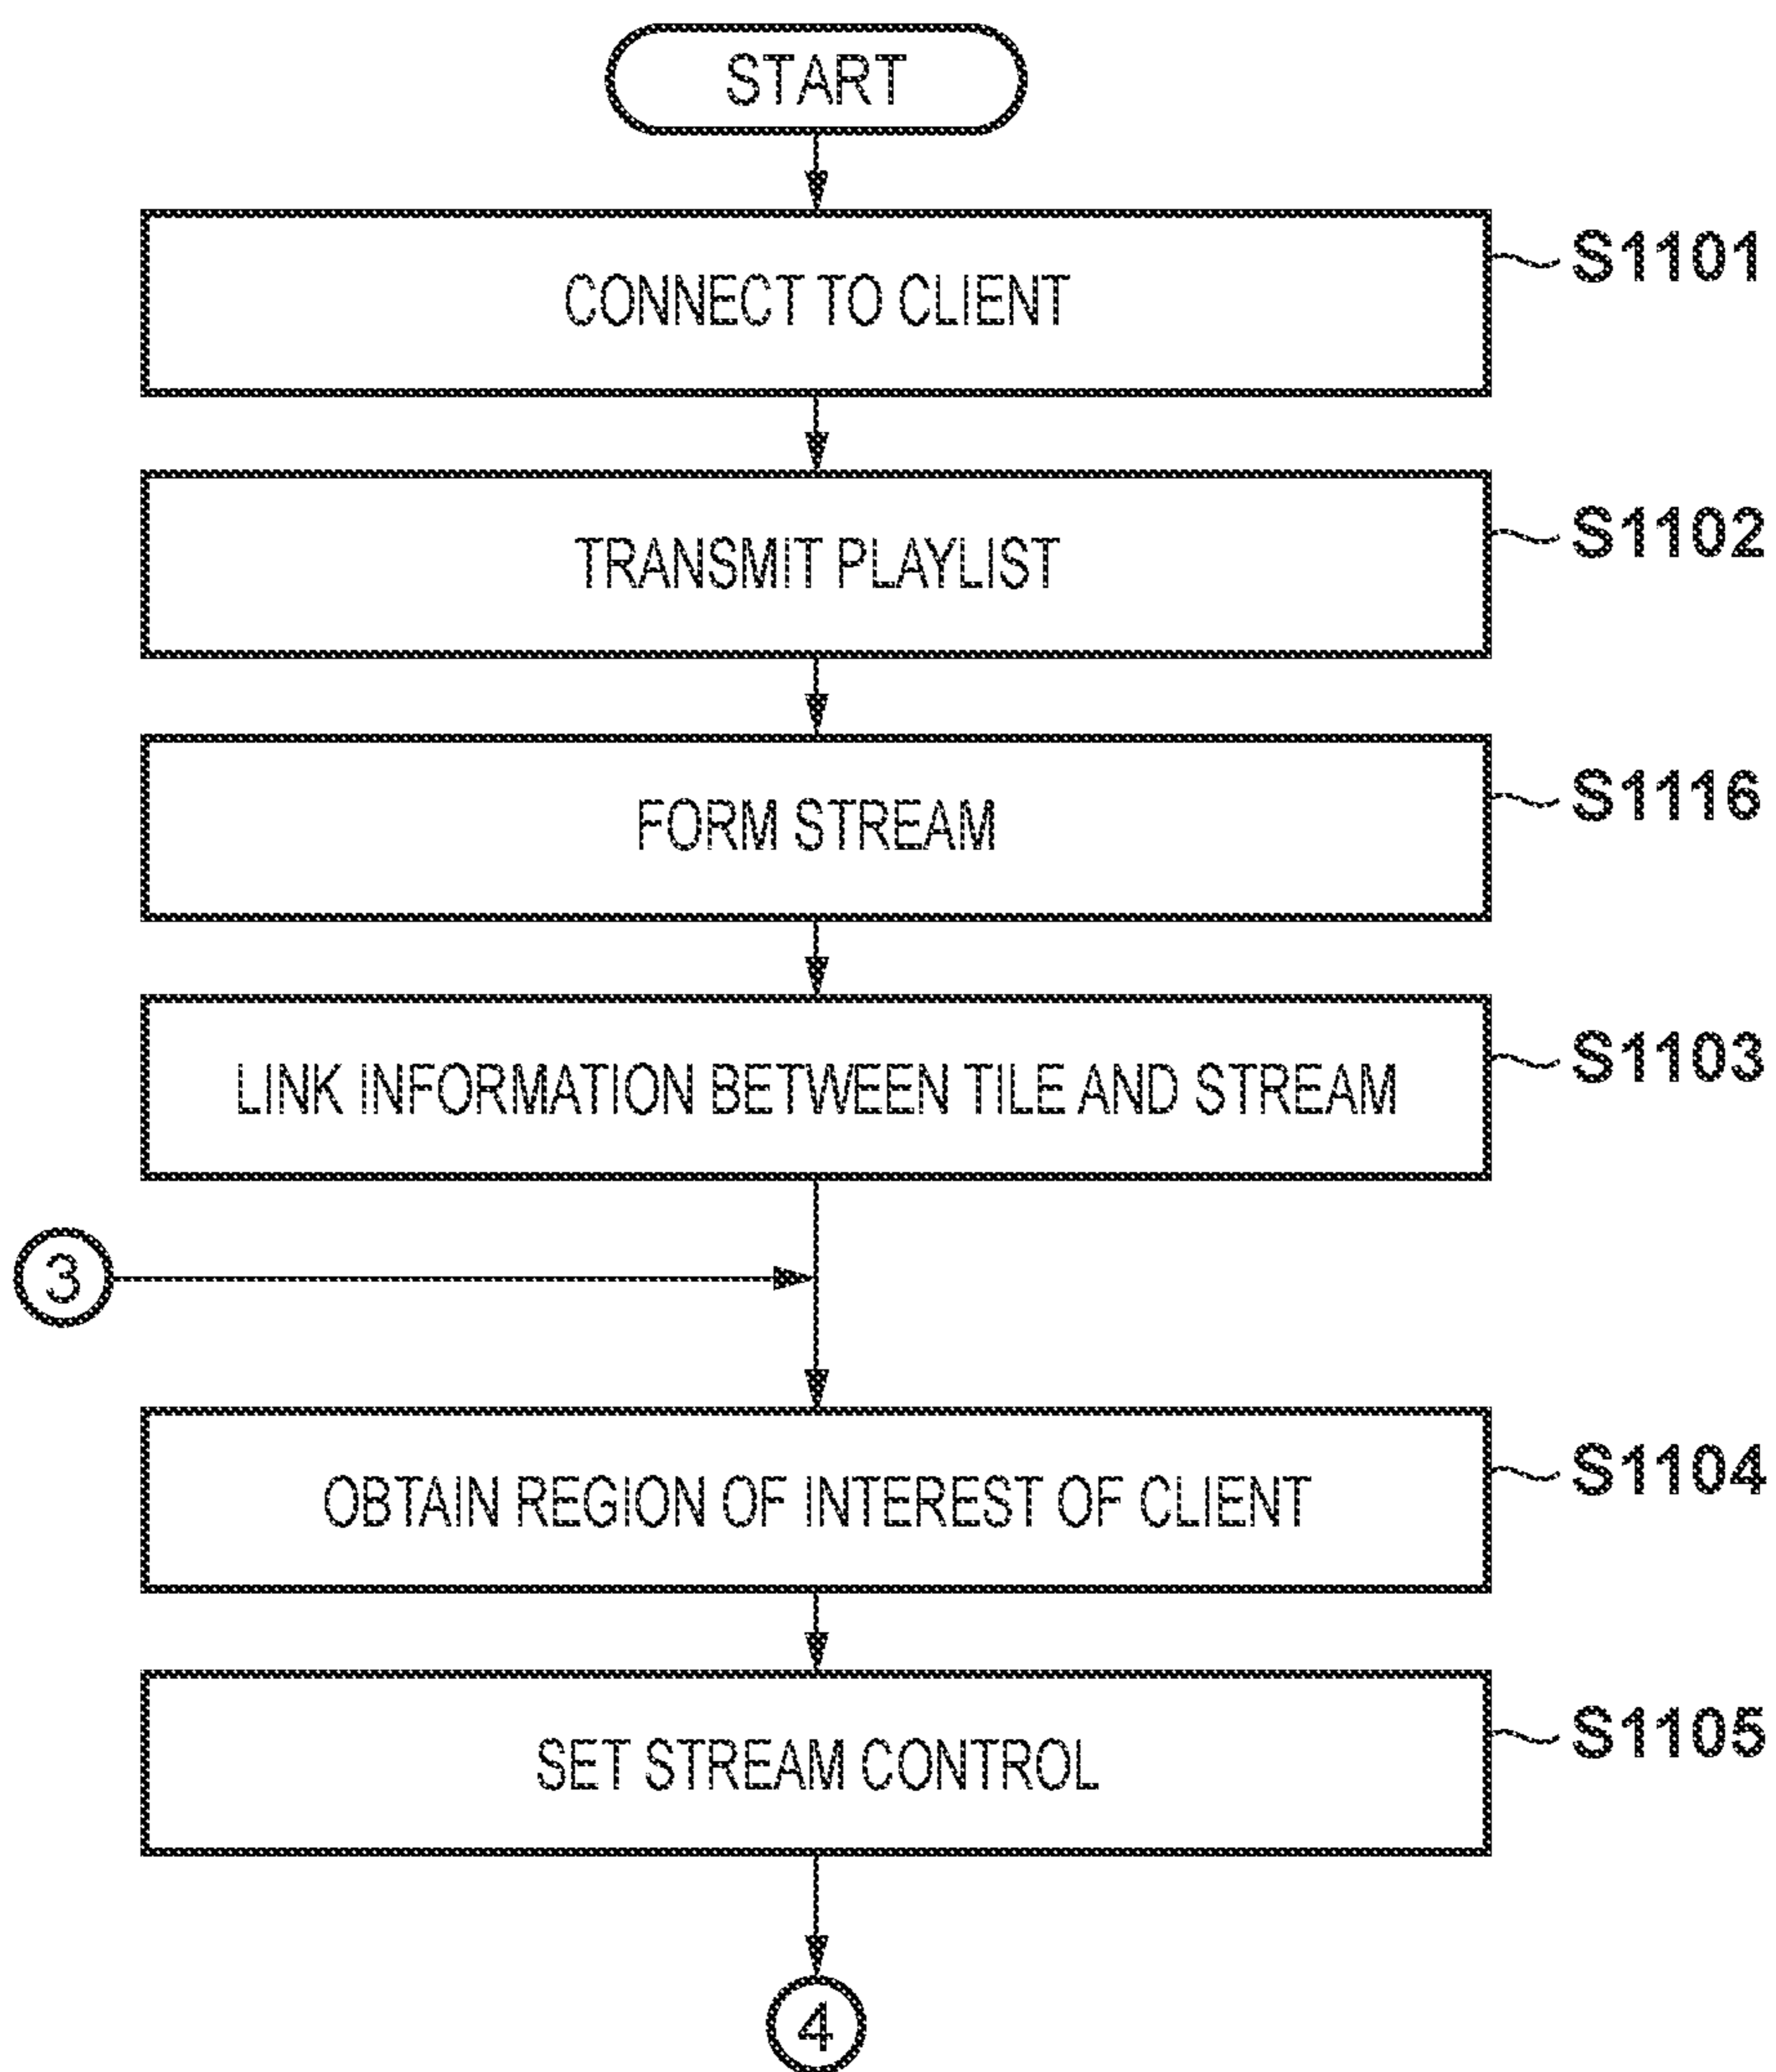 START
CONNECT TO CLIENT
S1101
TRANSMIT PLAYLIST
S1102
FORM STREAM
S1116
LINK INFORMATION BETWEEN TILE AND STREAM
S1103
3
OBTAIN REGION OF INTEREST OF CLIENT
S1104
SET STREAM CONTROL
S1105
4